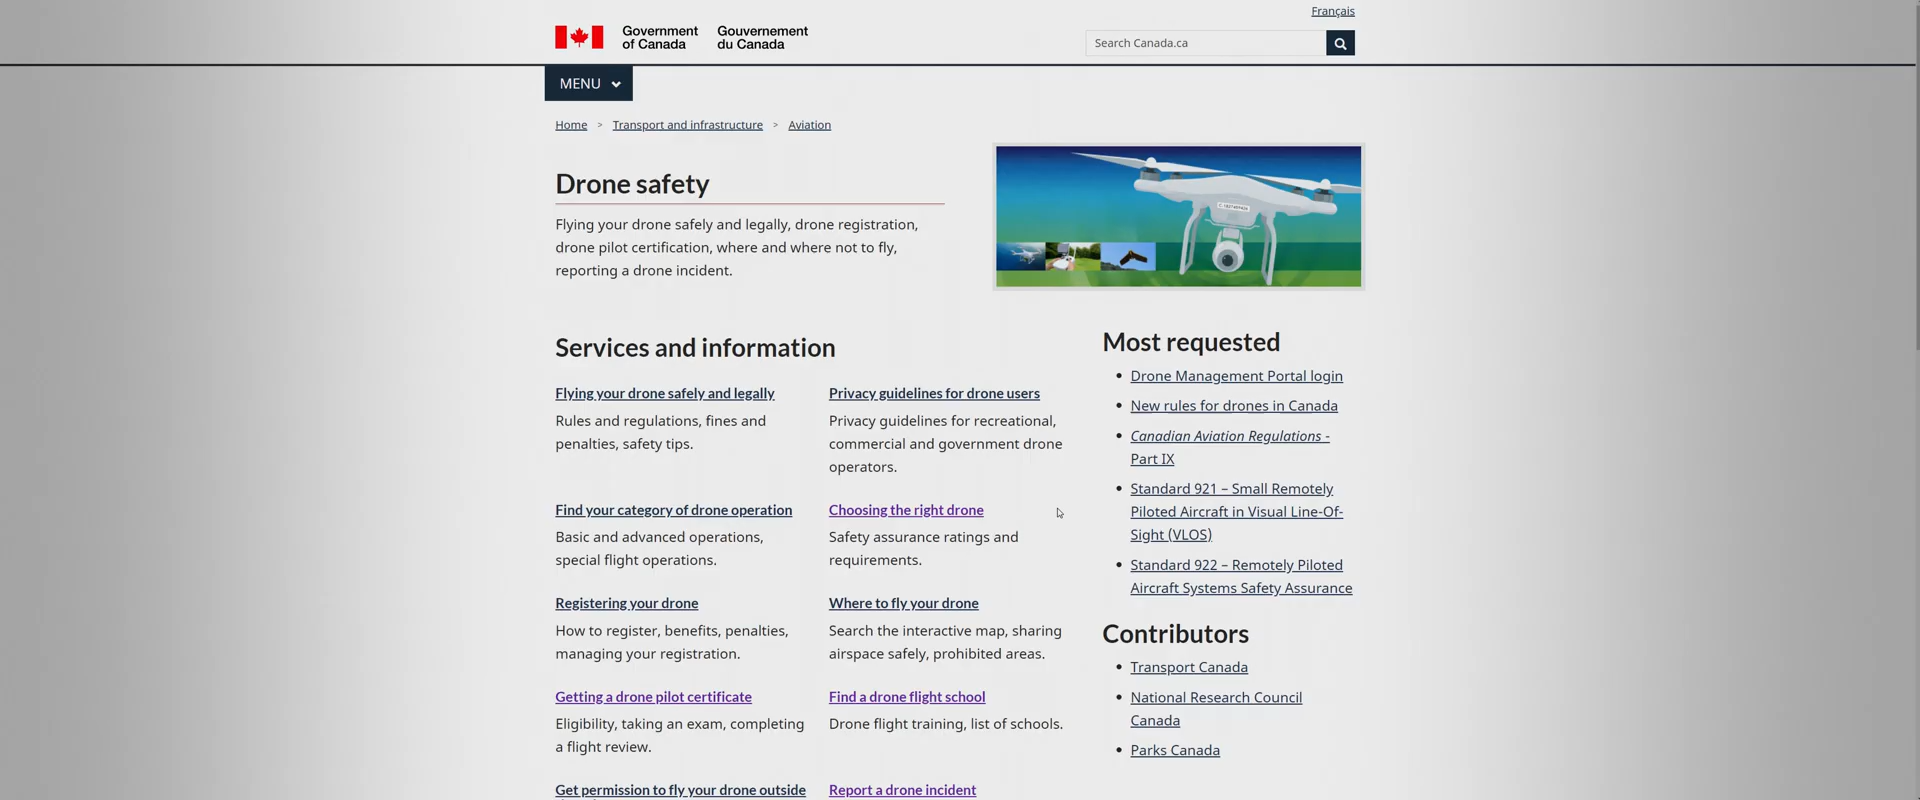 Français
Government
of Canada
Gouvernement
du Canada
Search Canada.ca
MENU
Home > Transport and infrastructure > Aviation
Drone safety
Flying your drone safely and legally, drone registration,
drone pilot certification, where and where not to fly,
reporting a drone incident.
Services and information
Flying your drone safely and legally
Rules and regulations, fines and
penalties, safety tips.
Privacy guidelines for drone users
Privacy guidelines for recreational,
commercial and government drone
operators.
Find your category of drone operation
Basic and advanced operations,
special flight operations.
Choosing the right drone
Safety assurance ratings and
requirements.
Registering your drone
How to register, benefits, penalties,
managing your registration.
Where to fly your drone
Search the interactive map, sharing
airspace safely, prohibited areas.
Getting a drone pilot certificate
Eligibility, taking an exam, completing
a flight review.
Find a drone flight school
Drone flight training, list of schools.
Get permission to fly your drone outside
Report a drone incident
Most requested
Drone Management Portal login
New rules for drones in Canada
Canadian Aviation Regulations -
Part IX
Standard 921 – Small Remotely
Piloted Aircraft in Visual Line-Of-
Sight (VLOS)
Standard 922 – Remotely Piloted
Aircraft Systems Safety Assurance
Contributors
Transport Canada
National Research Council
Canada
Parks Canada